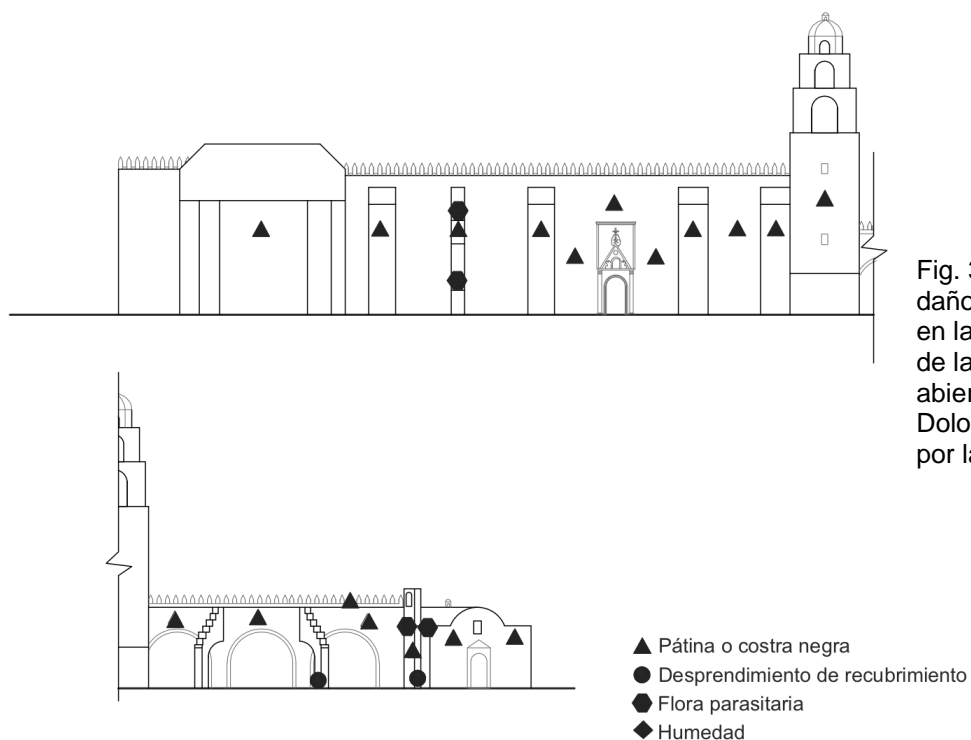 Fig. 3
daño
en la
de la
abier
Dolo
por la
Pátina o costra negra
Desprendimiento de recubrimiento
Flora parasitaria
Humedad